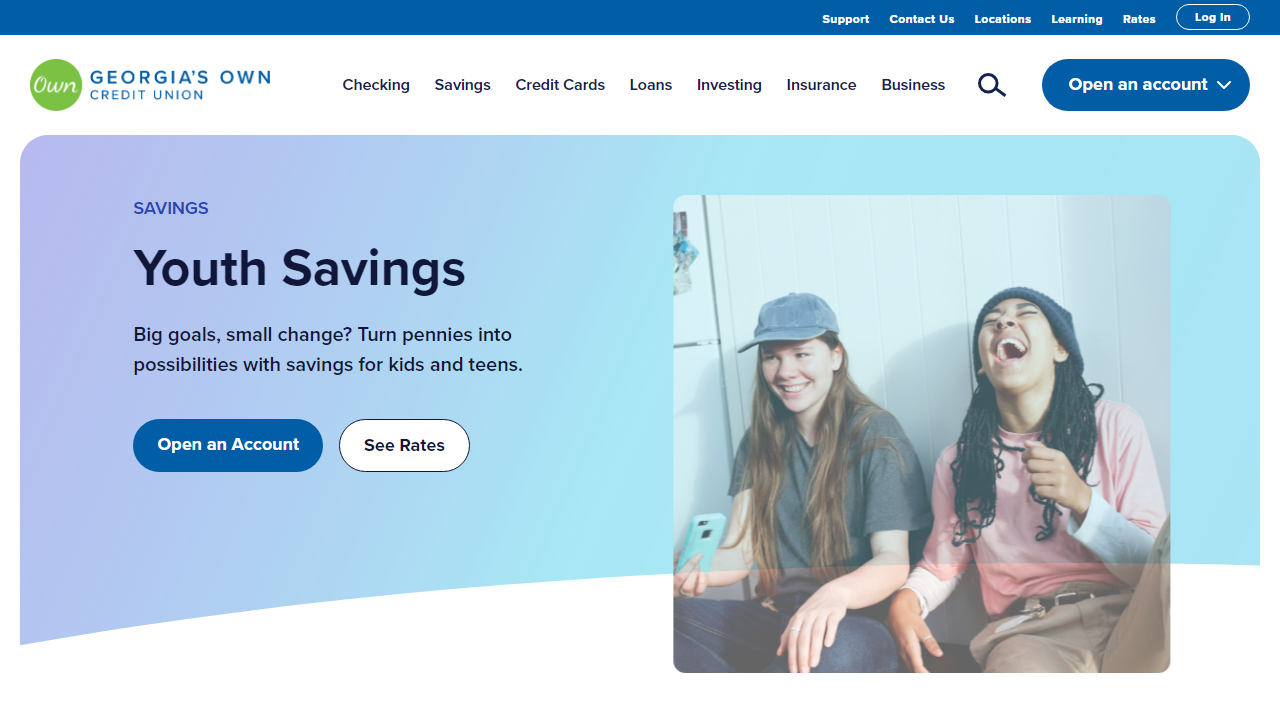 Support Contact Us Locations Learning Rates Log In
Own GEORGIA'S OWN
CREDIT UNION
Checking Savings Credit Cards Loans Investing Insurance Business Open an account
SAVINGS
Youth Savings
Big goals, small change? Turn pennies into
possibilities with savings for kids and teens.
Open an Account See Rates